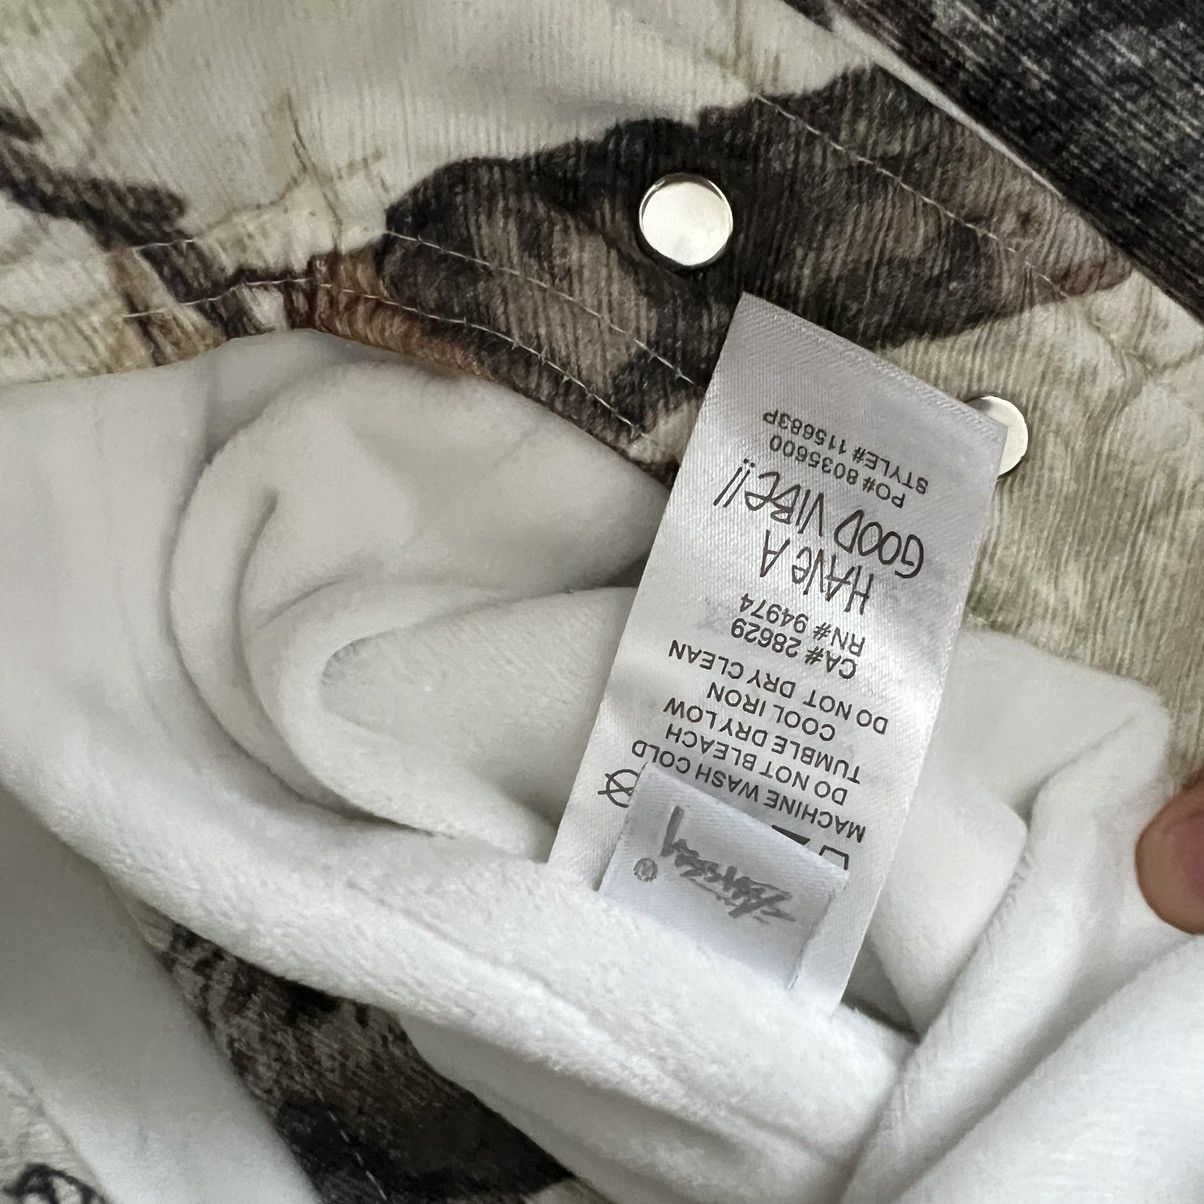 Stüssy
®
MACHINE WASH COLD
DO NOT BLEACH
TUMBLE DRY LOW
COOL IRON
DO NOT DRY CLEAN
CA# 28629
RN# 94974
HAVE A
GOOD VIBE!!
PO# 8035600
STYLE# 115683P